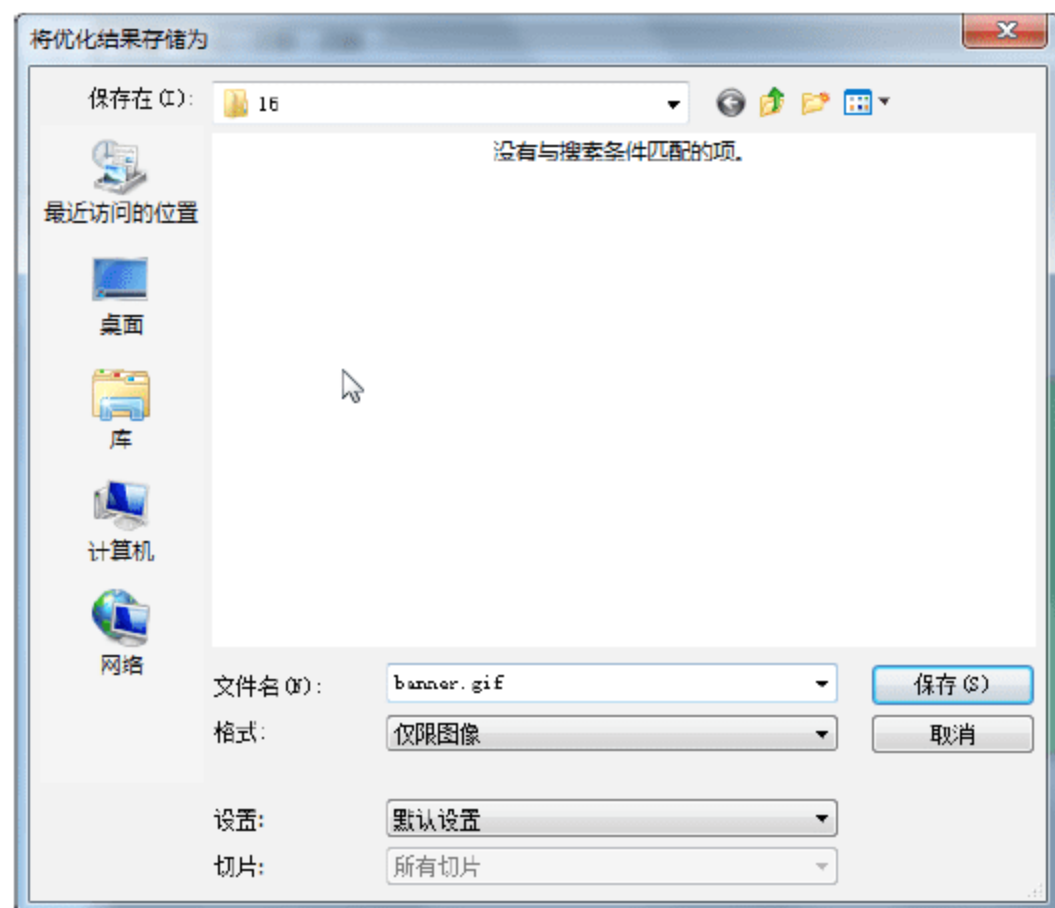 将优化结果存储为
保存在(I):
16
没有与搜索条件匹配的项。
最近访问的位置
桌面
库
计算机
网络
文件名(N):
banner.gif
保存(S)
格式:
仅限图像
取消
设置:
默认设置
切片:
所有切片